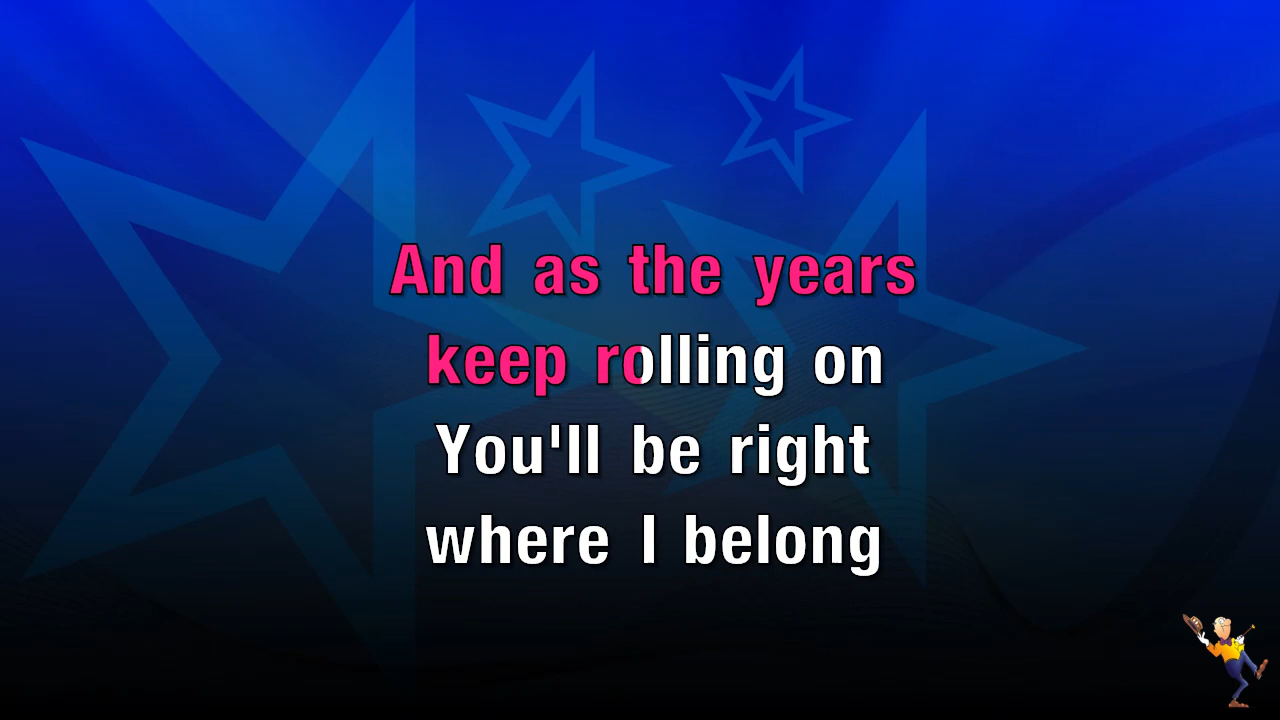 And as the years
keep rolling on
You'll be right
where I belong